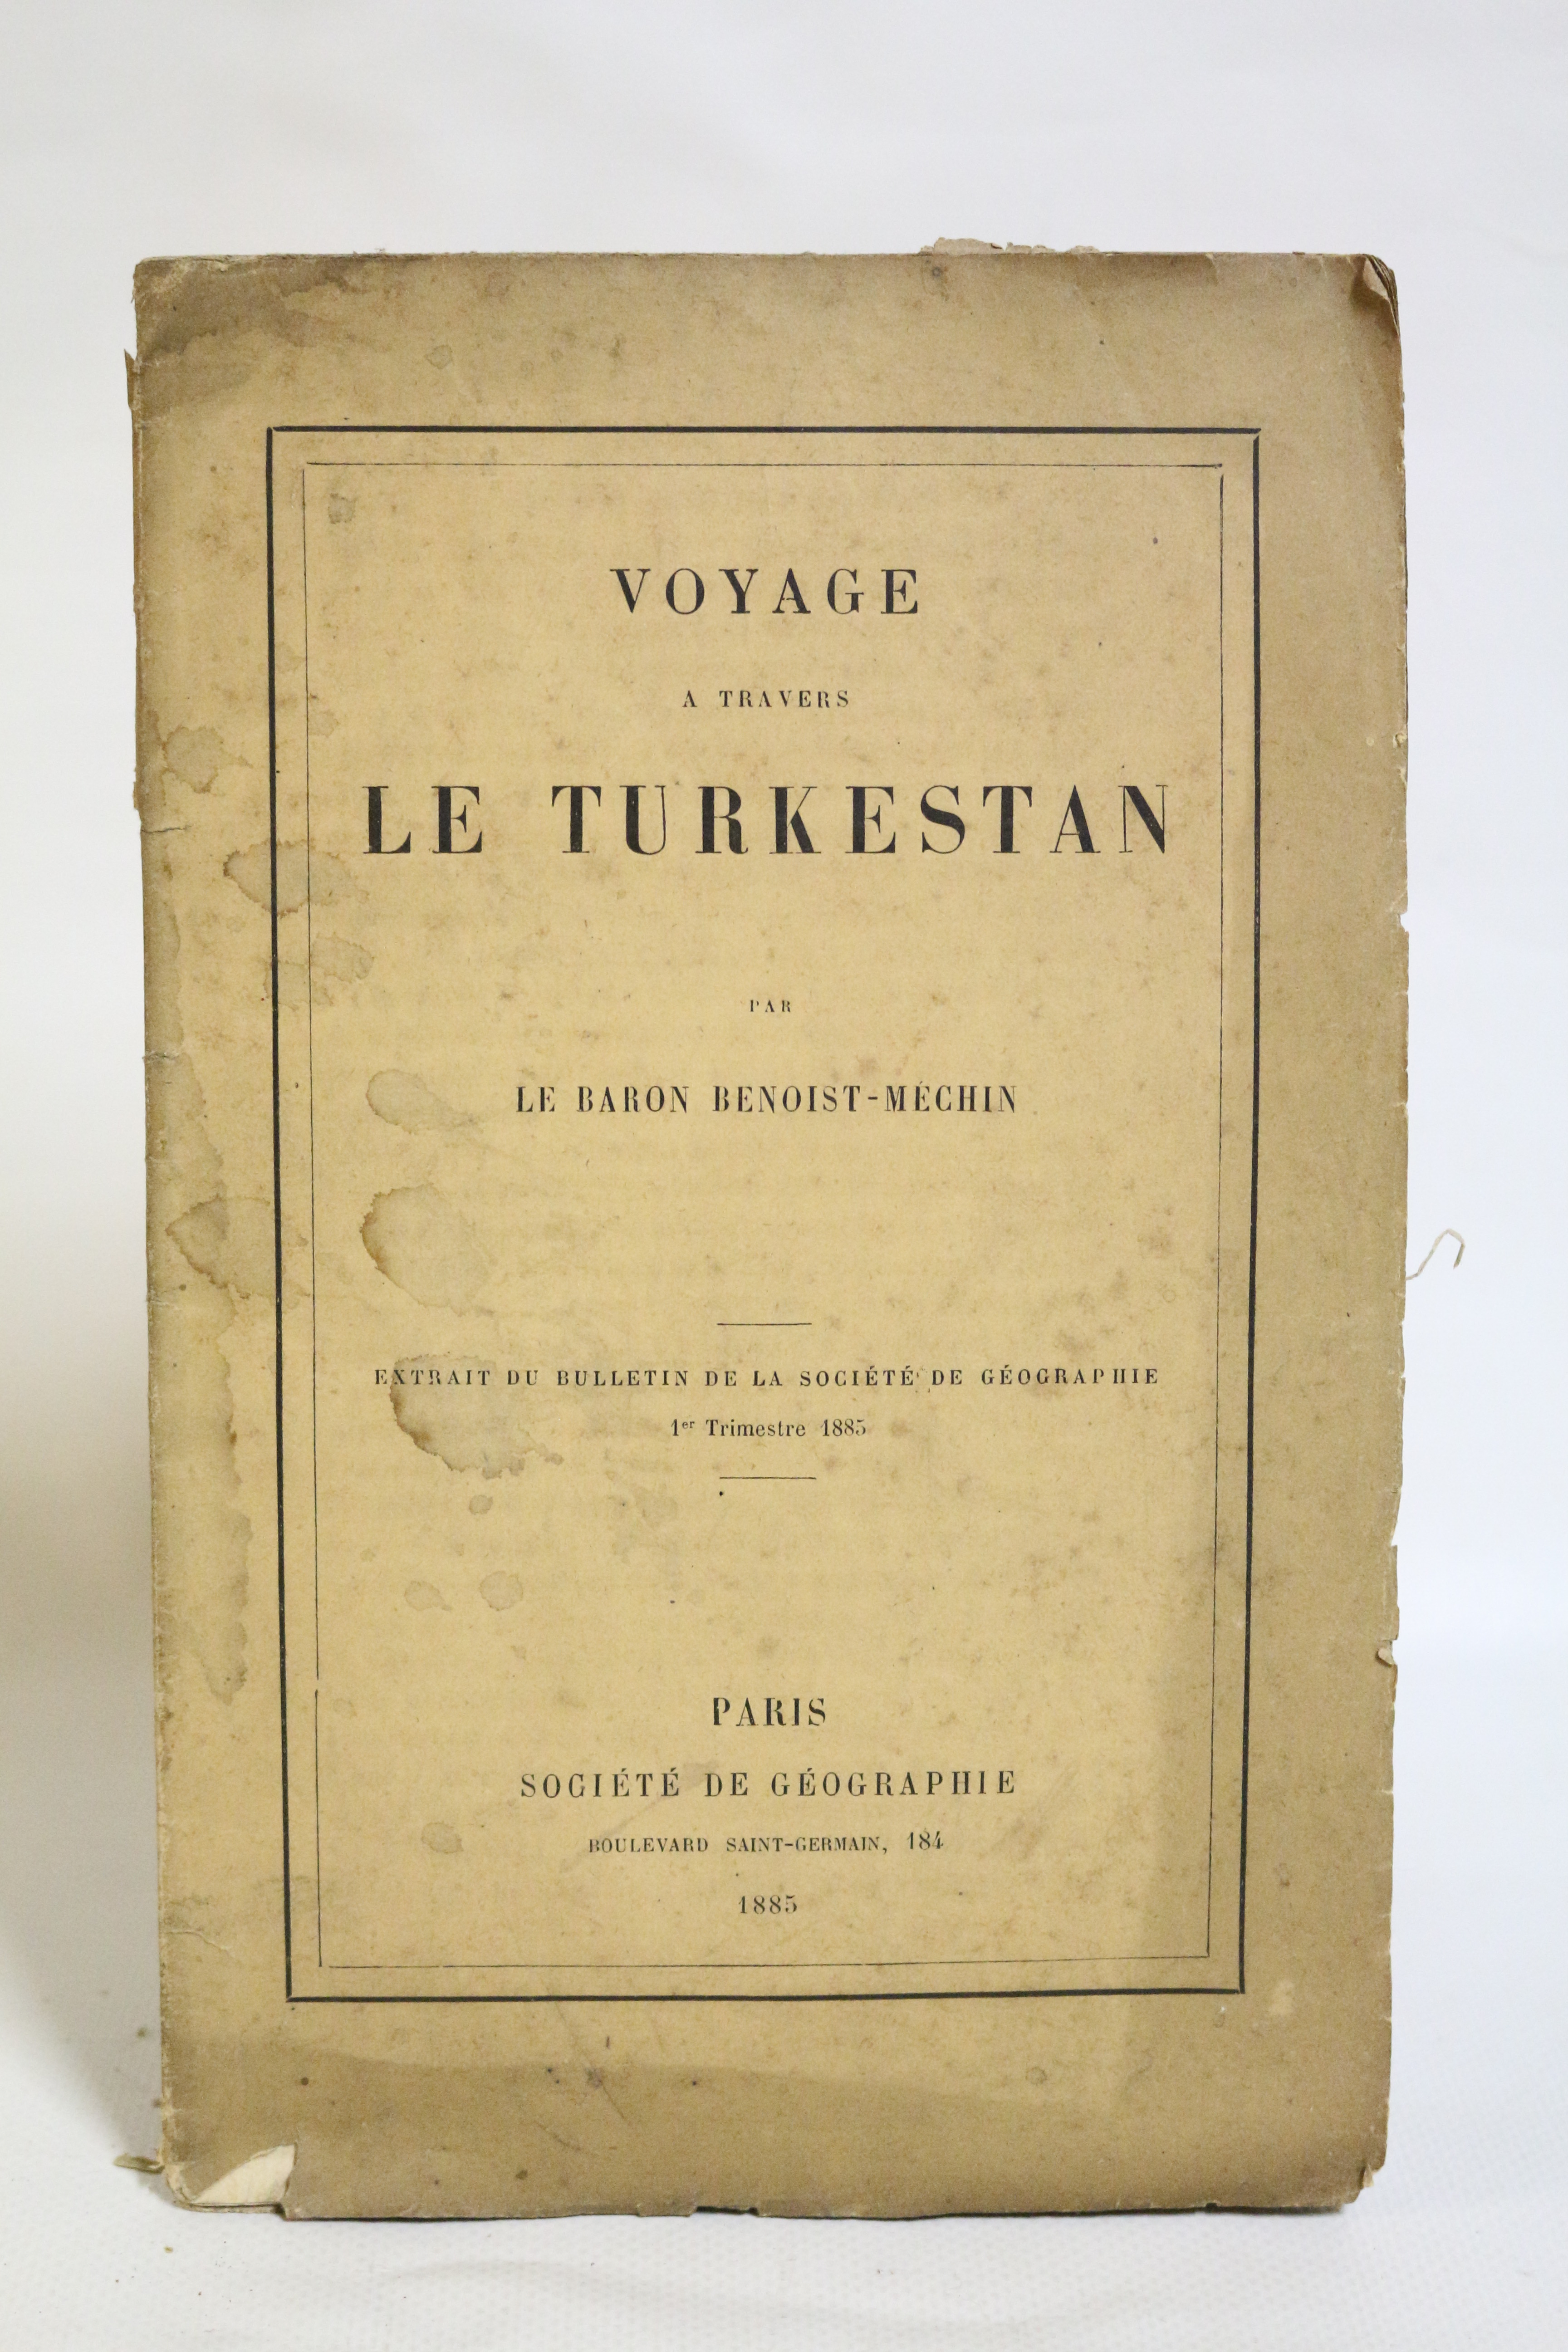 VOYAGE
A TRAVERS
LE TURKESTAN
PAR
LE BARON BENOIST-MÉCHIN
EXTRAIT DU BULLETIN DE LA SOCIÉTÉ DE GÉOGRAPHIE
1er Trimestre 1885
PARIS
SOCIÉTÉ DE GÉOGRAPHIE
BOULEVARD SAINT-GERMAIN, 184
1885